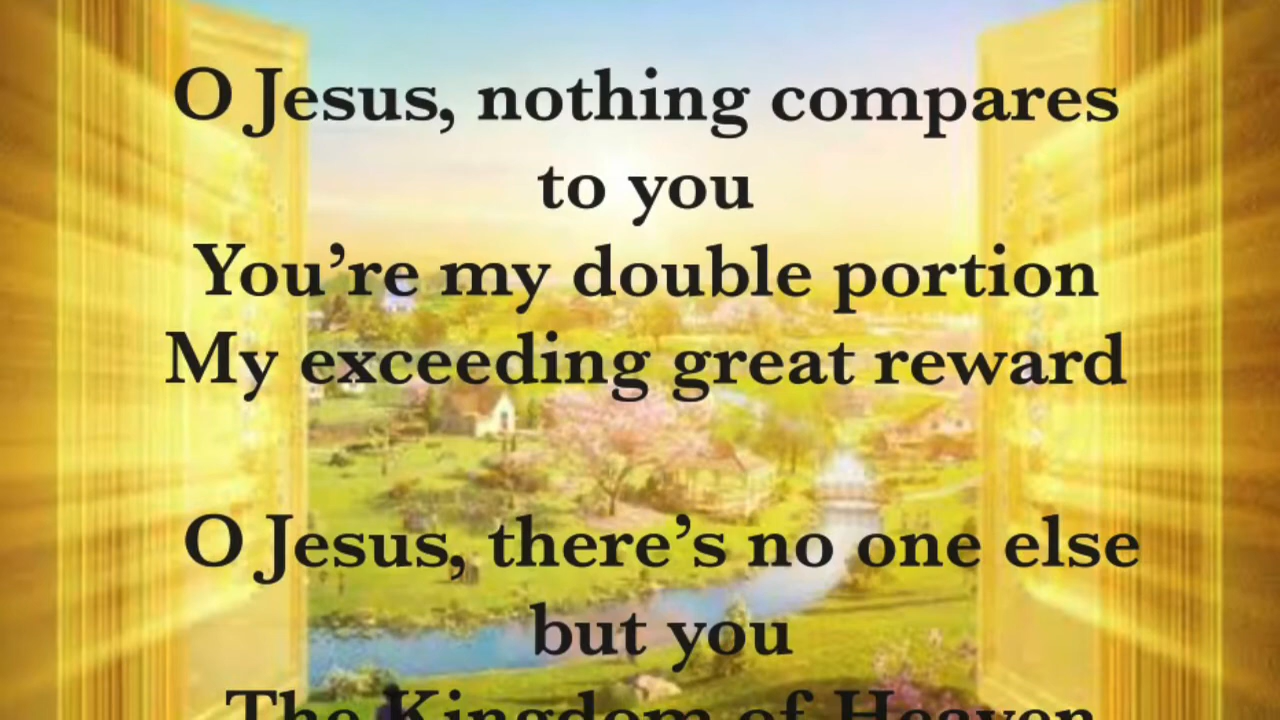 O Jesus, nothing compares
to you
You’re my double portion
My exceeding great reward
O Jesus, there’s no one else
but you
The Kingdom of Heaven